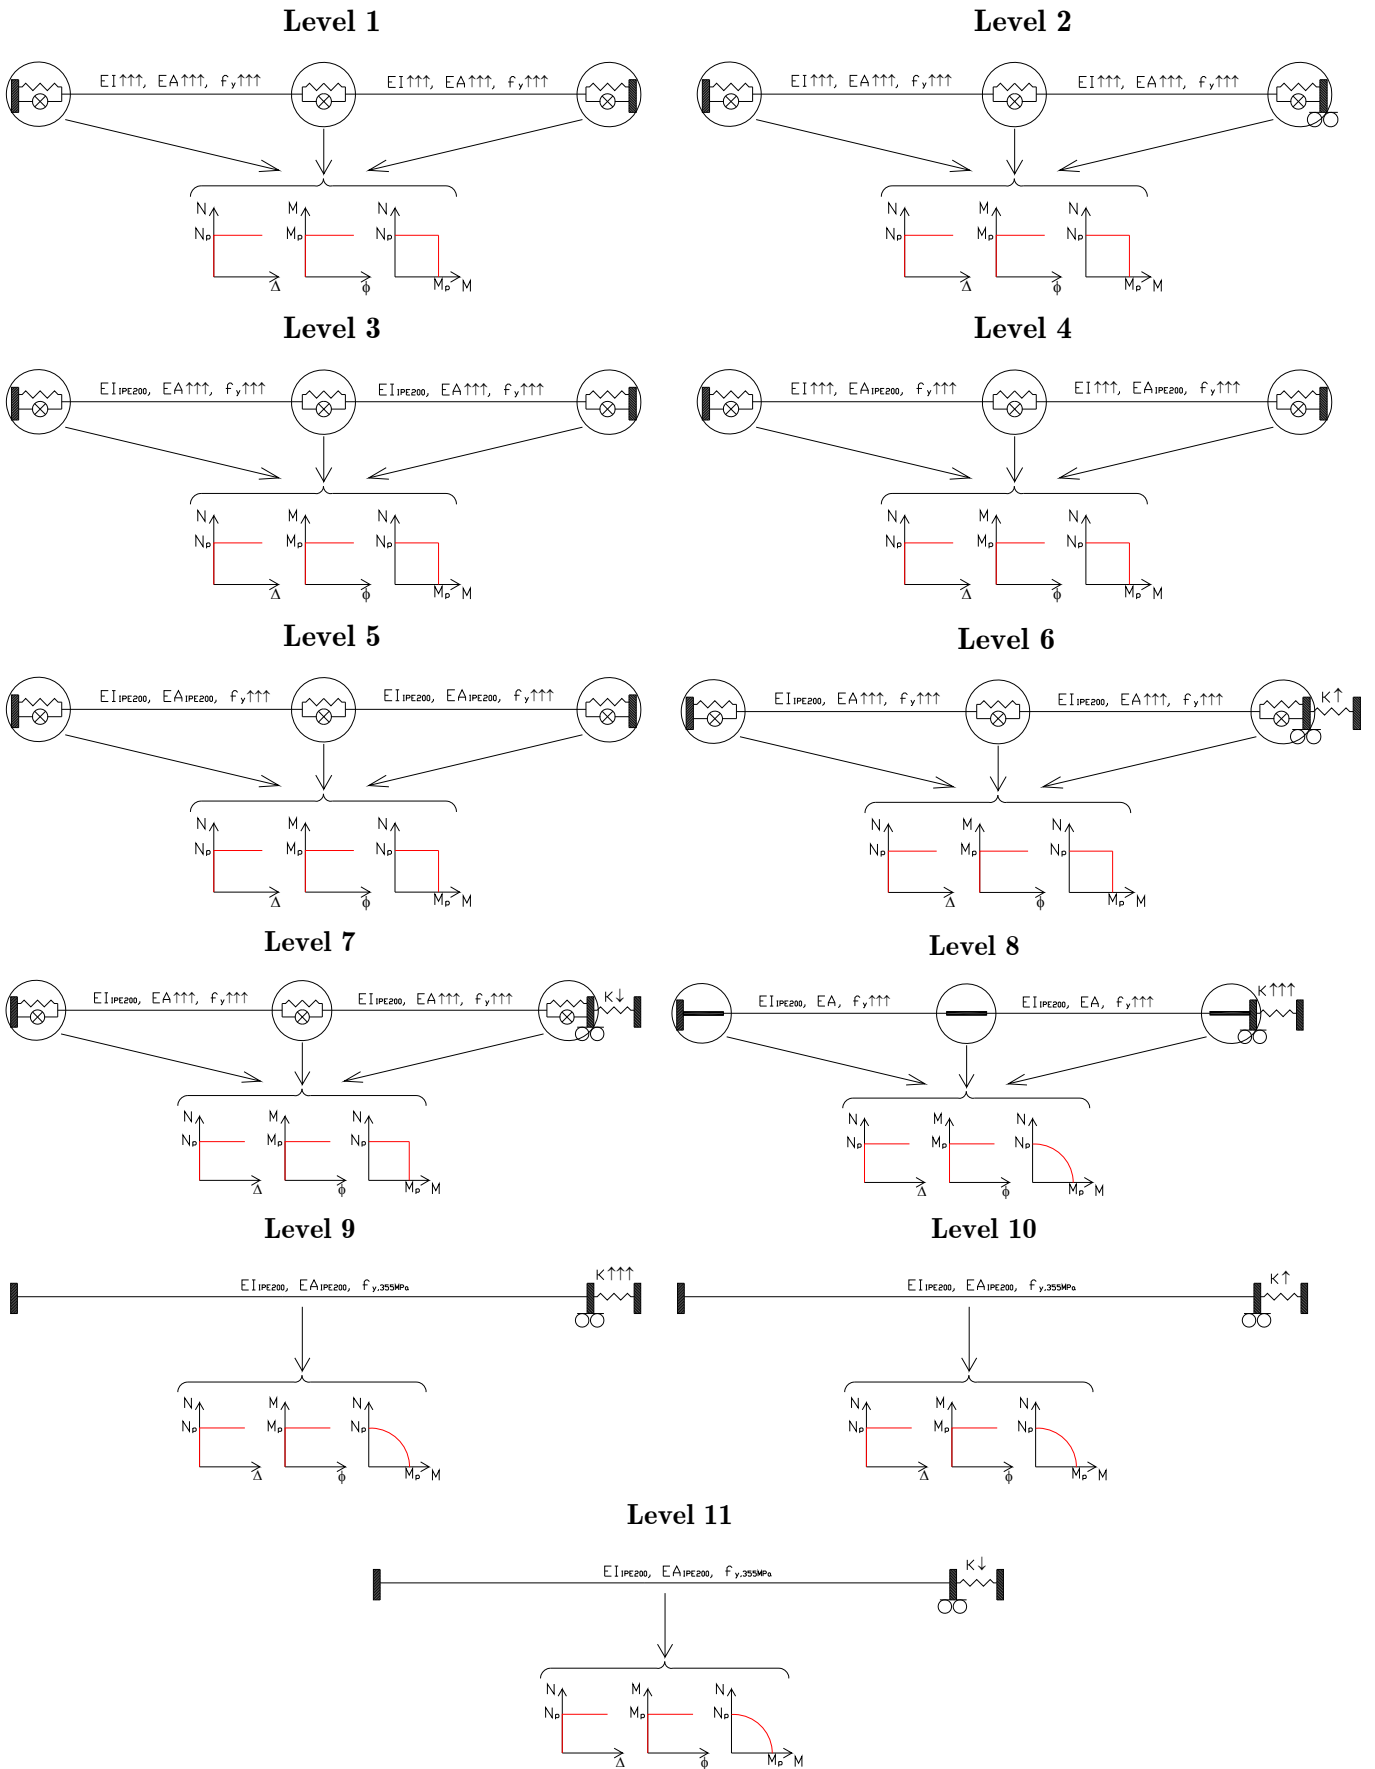 Level 1
EI↑↑↑, EA↑↑↑, fy↑↑↑ EI↑↑↑, EA↑↑↑, fy↑↑↑
N M N
Np Mp Np
Δ ϕ Mp M
Level 2
EI↑↑↑, EA↑↑↑, fy↑↑↑ EI↑↑↑, EA↑↑↑, fy↑↑↑
N M N
Np Mp Np
Δ ϕ Mp M
Level 3
EIIPE200, EA↑↑↑, fy↑↑↑ EIIPE200, EA↑↑↑, fy↑↑↑
N M N
Np Mp Np
Δ ϕ Mp M
Level 4
EI↑↑↑, EAIPE200, fy↑↑↑ EI↑↑↑, EAIPE200, fy↑↑↑
N M N
Np Mp Np
Δ ϕ Mp M
Level 5
EIIPE200, EAIPE200, fy↑↑↑ EIIPE200, EAIPE200, fy↑↑↑
N M N
Np Mp Np
Δ ϕ Mp M
Level 6
EIIPE200, EA↑↑↑, fy↑↑↑ EIIPE200, EA↑↑↑, fy↑↑↑ K↑
N M N
Np Mp Np
Δ ϕ Mp M
Level 7
EIIPE200, EA↑↑↑, fy↑↑↑ EIIPE200, EA↑↑↑, fy↑↑↑ K↓
N M N
Np Mp Np
Δ ϕ Mp M
Level 8
EIIPE200, EA, fy↑↑↑ EIIPE200, EA, fy↑↑↑ K↑↑↑
N M N
Np Mp Np
Δ ϕ Mp M
Level 9
EIIPE200, EAIPE200, fy,355MPa K↑↑↑
N M N
Np Mp Np
Δ ϕ Mp M
Level 10
EIIPE200, EAIPE200, fy,355MPa K↑
N M N
Np Mp Np
Δ ϕ Mp M
Level 11
EIIPE200, EAIPE200, fy,355MPa K↓
N M N
Np Mp Np
Δ ϕ Mp M